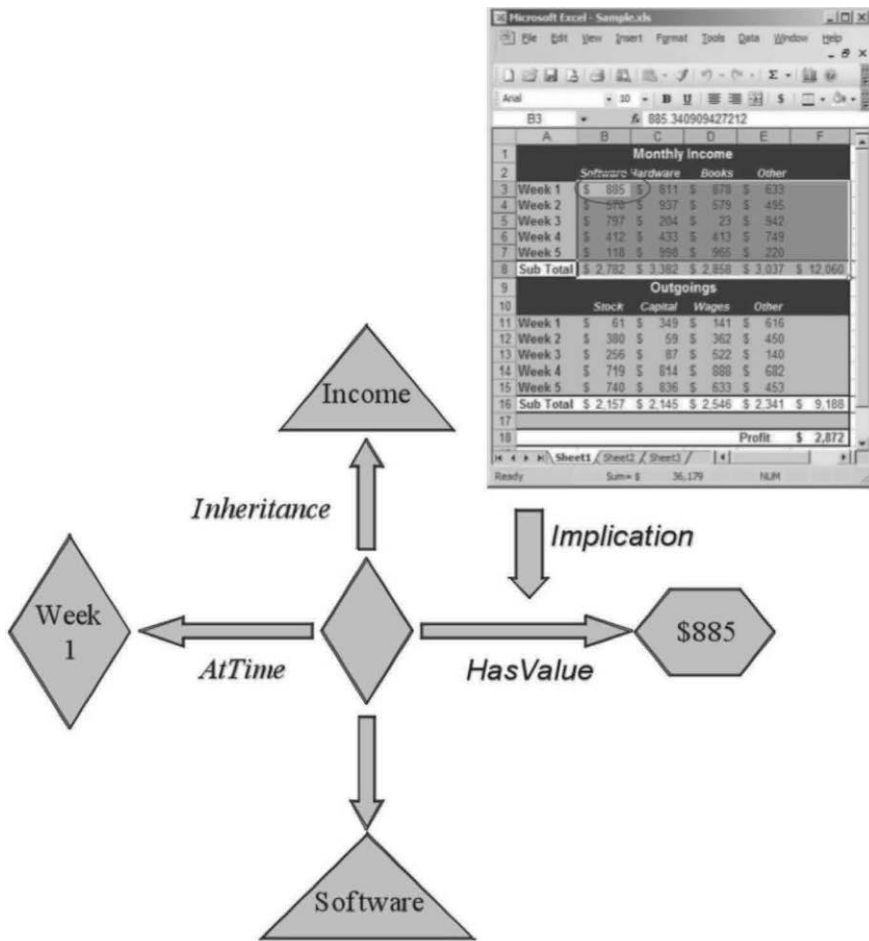 Microsoft Excel - Sample.xls
File Edit View Insert Format Tools Data Window Help
Arial 10 B U $
B3 fx 885.340909427212
A B C D E F
1 Monthly Income
2 Software Hardware Books Other
3 Week 1 $ 885 $ 811 $ 878 $ 633
4 Week 2 $ $ 937 $ 579 $ 495
5 Week 3 $ 797 $ 204 $ 23 $ 942
6 Week 4 $ 412 $ 433 $ 413 $ 749
7 Week 5 $ 118 $ 998 $ 965 $ 220
8 Sub Total $ 2,782 $ 3,382 $ 2,858 $ 3,037 $ 12,060
9 Outgoings
10 Stock Capital Wages Other
11 Week 1 $ 61 $ 349 $ 141 $ 616
12 Week 2 $ 380 $ 59 $ 362 $ 450
13 Week 3 $ 256 $ 87 $ 522 $ 140
14 Week 4 $ 719 $ 814 $ 888 $ 682
15 Week 5 $ 740 $ 836 $ 633 $ 453
16 Sub Total $ 2,157 $ 2,145 $ 2,546 $ 2,341 $ 9,188
17
18 Profit $ 2,872
Sheet1 Sheet2 Sheet3
Ready Sum= $ 36,179 NUM
Income
Inheritance
Implication
Week
1
$885
AtTime
HasValue
Software